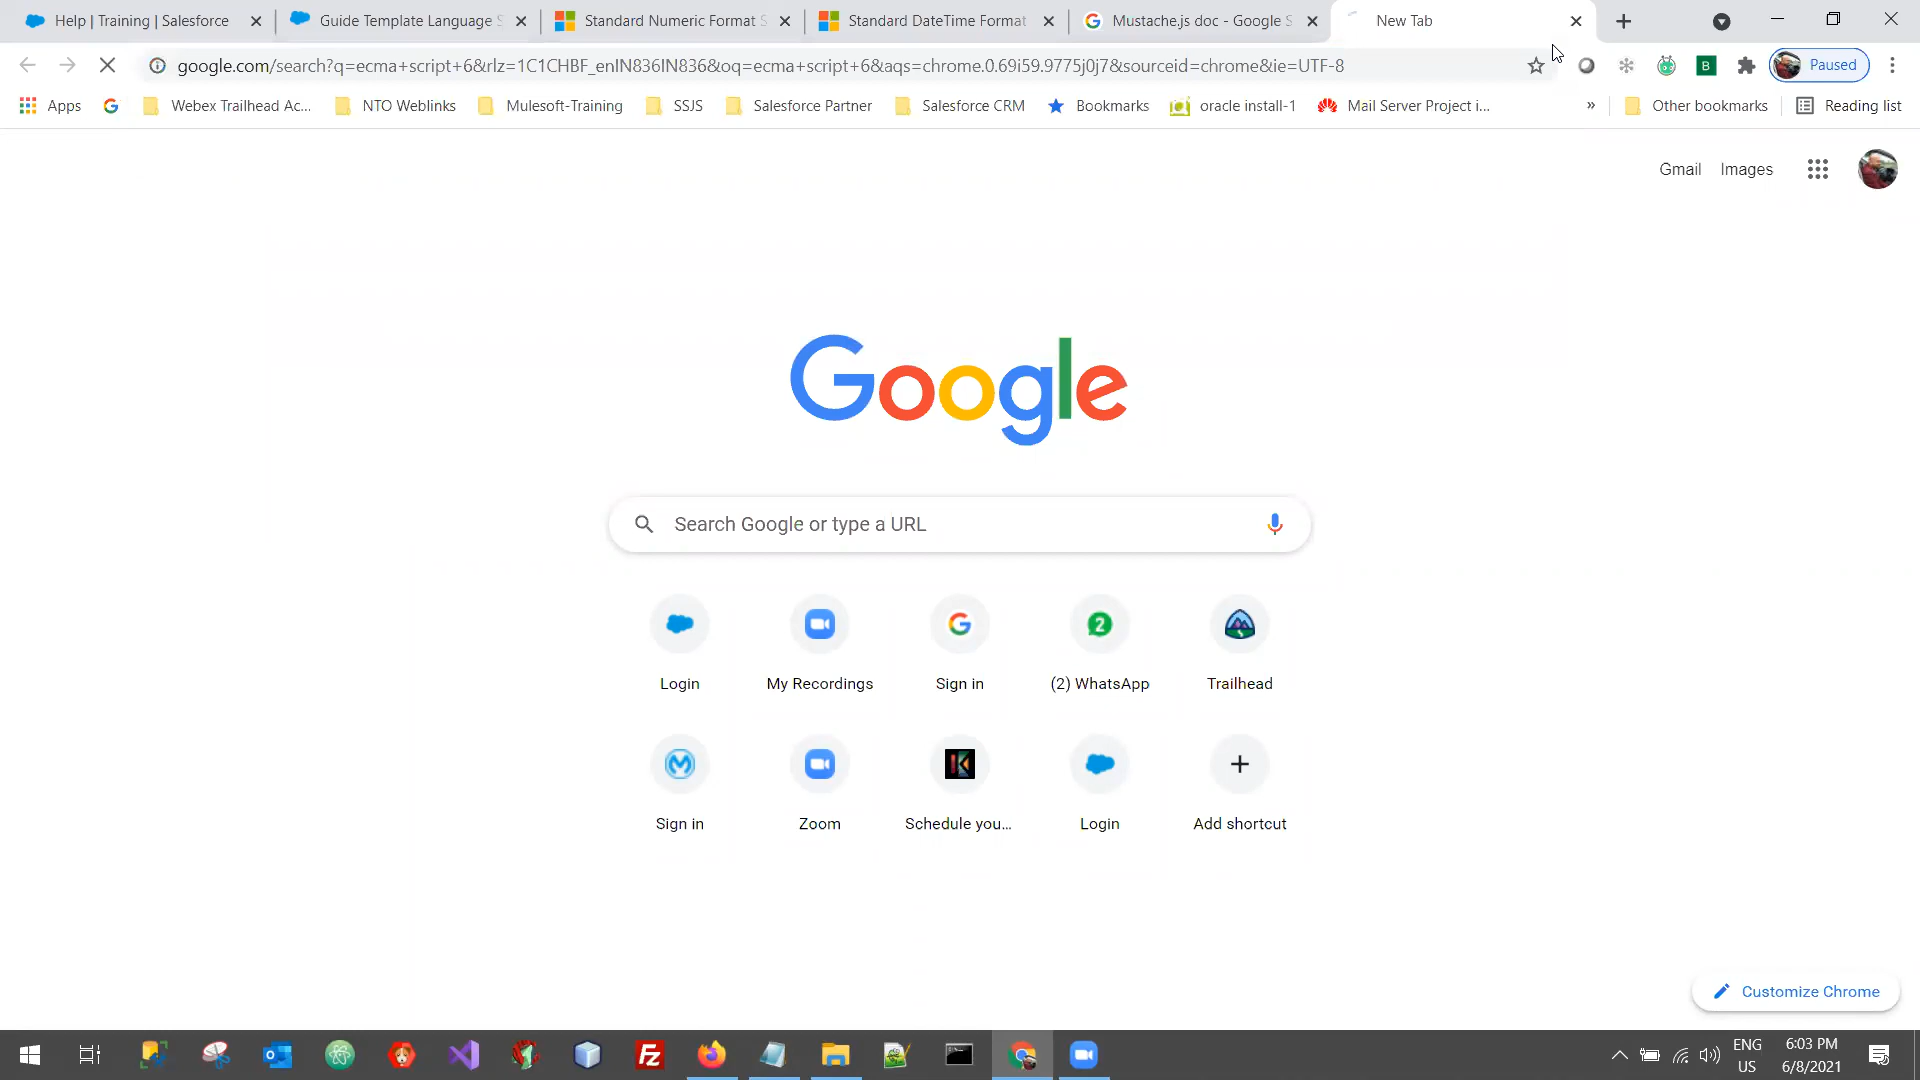 Help | Training | Salesforce
Guide Template Language S
Standard Numeric Format S
Standard DateTime Format
Mustache.js doc - Google S
New Tab
google.com/search?q=ecma+script+6&rlz=1C1CHBF_enIN836IN836&oq=ecma+script+6&aqs=chrome.0.69i59.9775j0j7&sourceid=chrome&ie=UTF-8
B
Paused
Apps
Webex Trailhead Ac...
NTO Weblinks
Mulesoft-Training
SSJS
Salesforce Partner
Salesforce CRM
Bookmarks
oracle install-1
Mail Server Project i...
»
Other bookmarks
Reading list
Gmail
Images
Google
Search Google or type a URL
2
Login
My Recordings
Sign in
(2) WhatsApp
Trailhead
Sign in
Zoom
Schedule you...
Login
Add shortcut
Customize Chrome
ENG
US
6:03 PM
6/8/2021